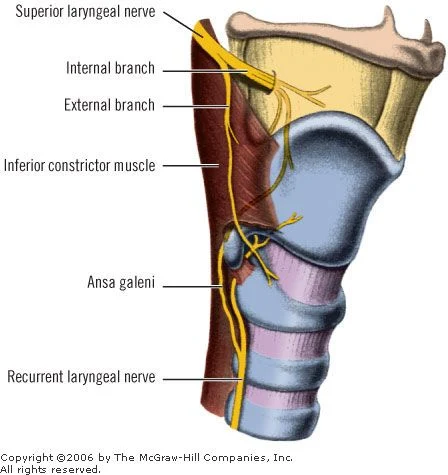 Superior laryngeal nerve
Internal branch
External branch
Inferior constrictor muscle
Ansa galeni
Recurrent laryngeal nerve
Copyright ©2006 by The McGraw-Hill Companies, Inc.
All rights reserved.